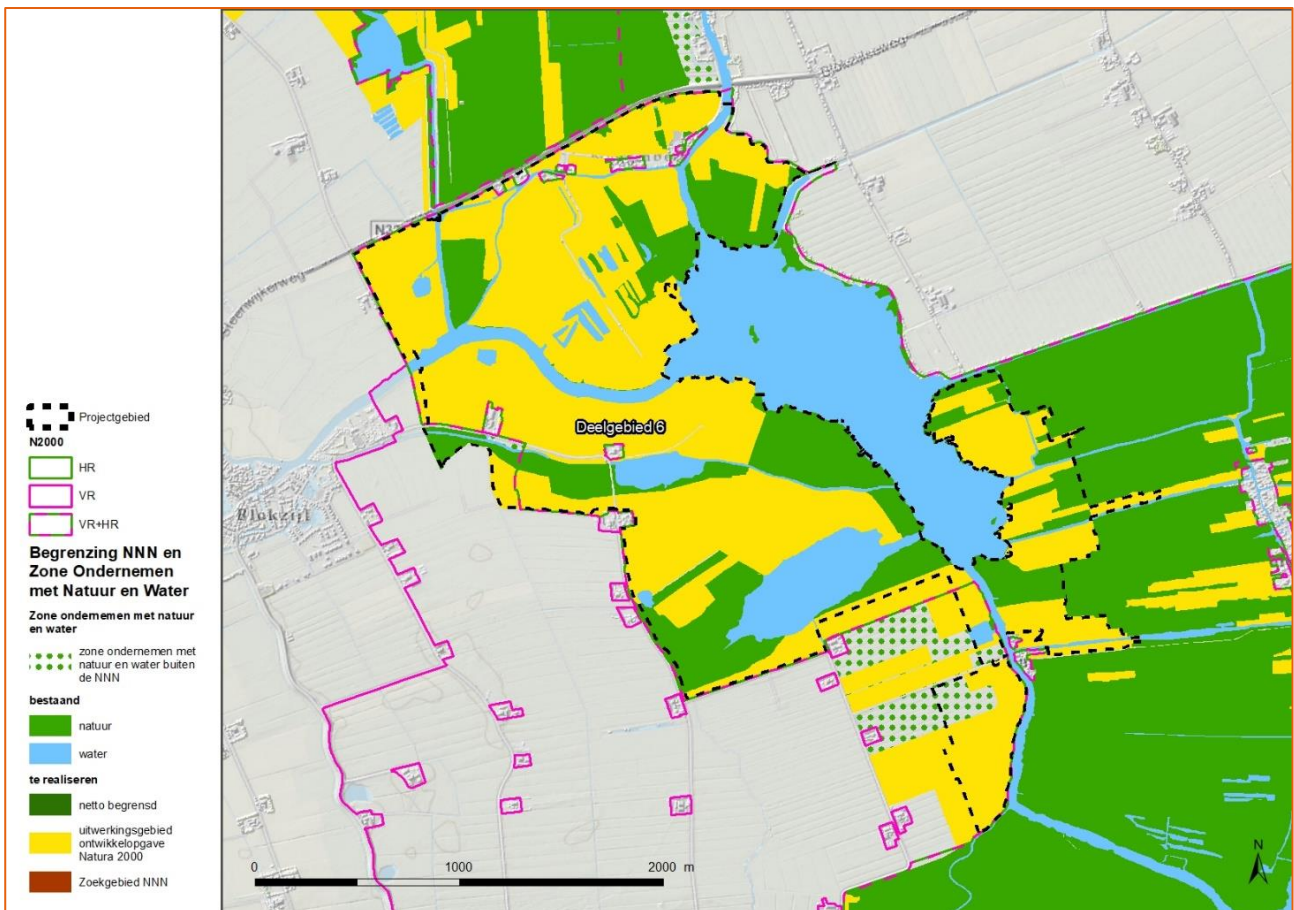 Projectgebied
N2000
HR
VR
VR+HR
Begrenzing NNN en
Zone Ondernemen
met Natuur en Water
Zone ondernemen met natuur
en water
zone ondernemen met
natuur en water buiten
de NNN
bestaand
natuur
water
te realiseren
netto begrensd
uitwerkingsgebied
ontwikkelopgave
Natura 2000
Zoekgebied NNN
Deelgebied 6
Blokzijl
Steenwijkerweg
0 1000 2000 m
N